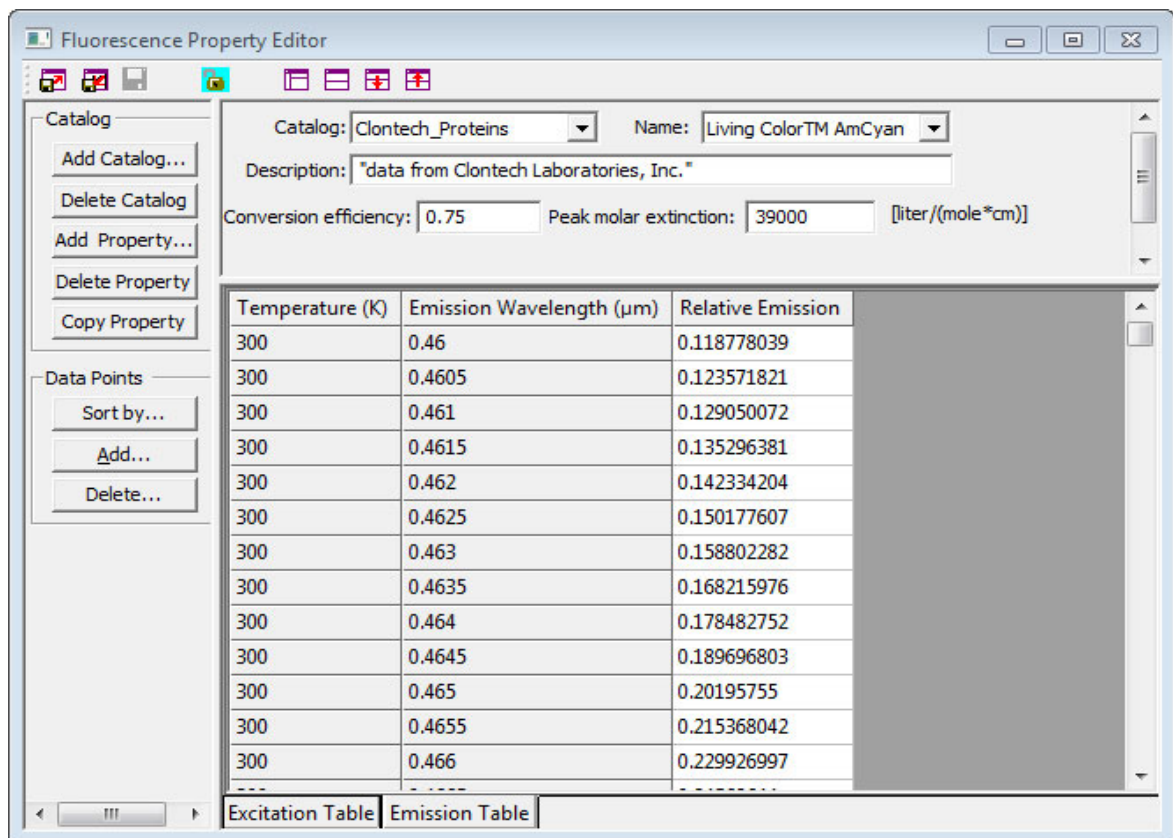 Fluorescence Property Editor
Catalog
Add Catalog...
Delete Catalog
Add Property...
Delete Property
Copy Property
Data Points
Sort by...
Add...
Delete...
Catalog: Clontech_Proteins Name: Living ColorTM AmCyan
Description: "data from Clontech Laboratories, Inc."
Conversion efficiency: 0.75 Peak molar extinction: 39000 [liter/(mole*cm)]
Temperature (K) Emission Wavelength (μm) Relative Emission
300 0.46 0.118778039
300 0.4605 0.123571821
300 0.461 0.129050072
300 0.4615 0.135296381
300 0.462 0.142334204
300 0.4625 0.150177607
300 0.463 0.158802282
300 0.4635 0.168215976
300 0.464 0.178482752
300 0.4645 0.189696803
300 0.465 0.20195755
300 0.4655 0.215368042
300 0.466 0.229926997
Excitation Table Emission Table